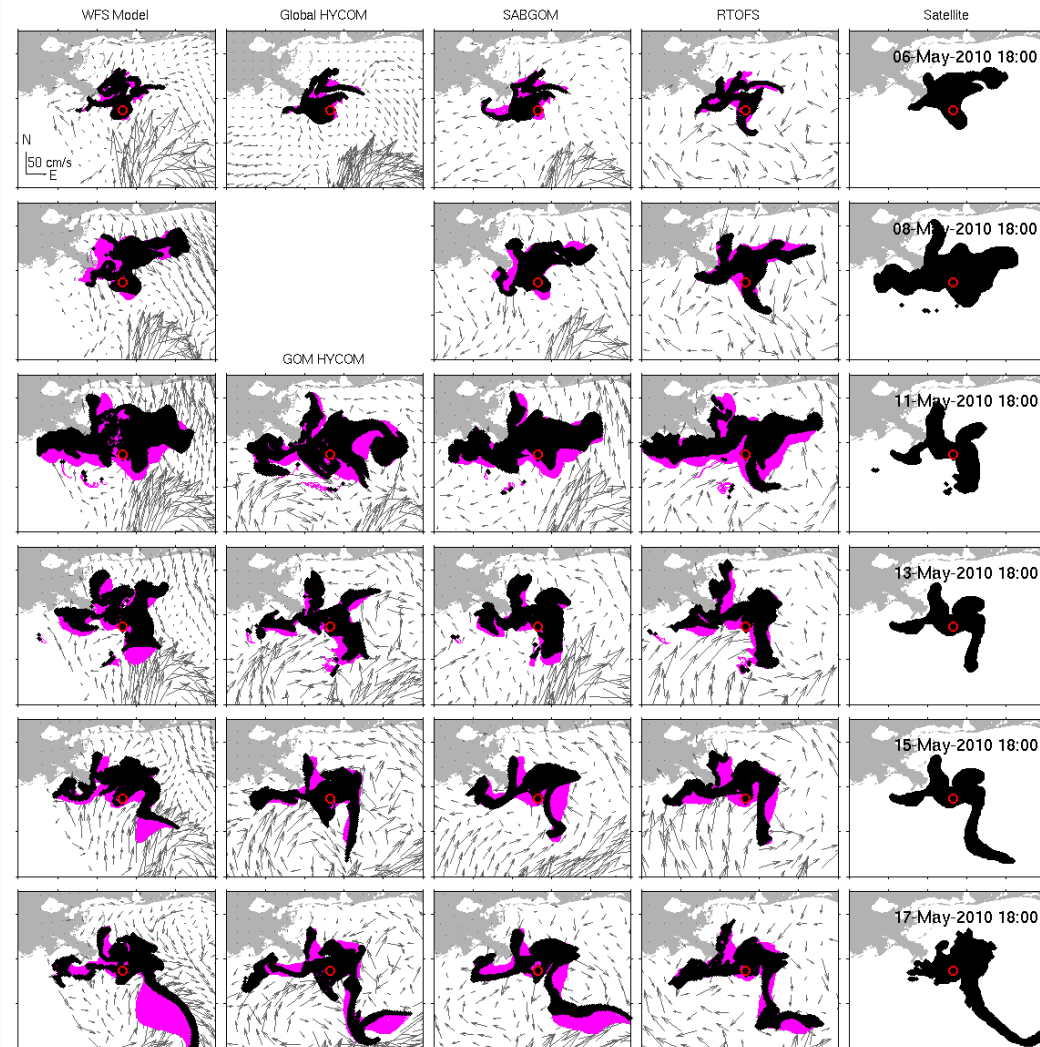 WFS Model
Global HYCOM
SABGOM
RTOFS
Satellite
06-May-2010 18:00
N
50 cm/s
E
08-May-2010 18:00
GOM HYCOM
11-May-2010 18:00
13-May-2010 18:00
15-May-2010 18:00
17-May-2010 18:00